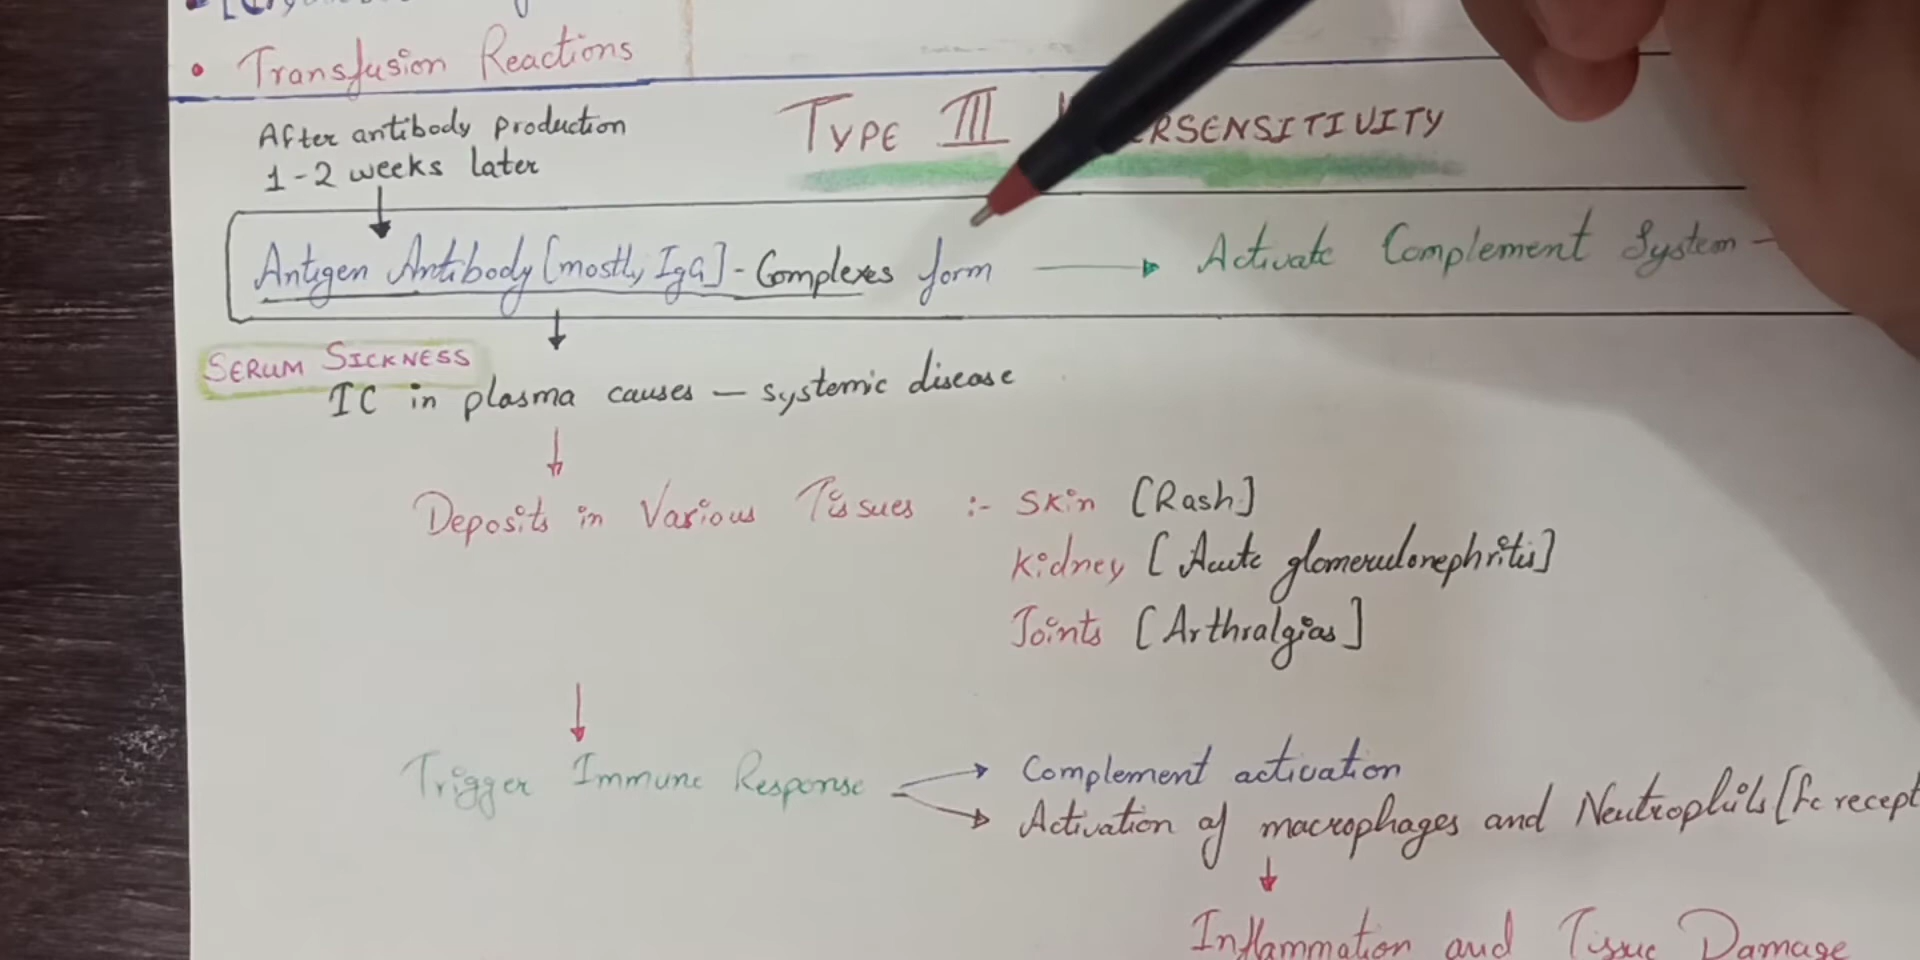 • Transfusion Reactions
After antibody production
1-2 weeks later
TYPE III ERSENSITIVITY
Antigen Antibody [mostly IgG] - Complexes form → Activate Complement System -
SERUM SICKNESS
IC in plasma causes — systemic disease
Deposits in Various Tissues :- Skin [Rash]
Kidney [Acute glomerulonephritis]
Joints [Arthralgias]
Trigger Immune Response
Complement activation
Activation of macrophages and Neutrophils [Fc recept
Inflammation and Tissue Damage